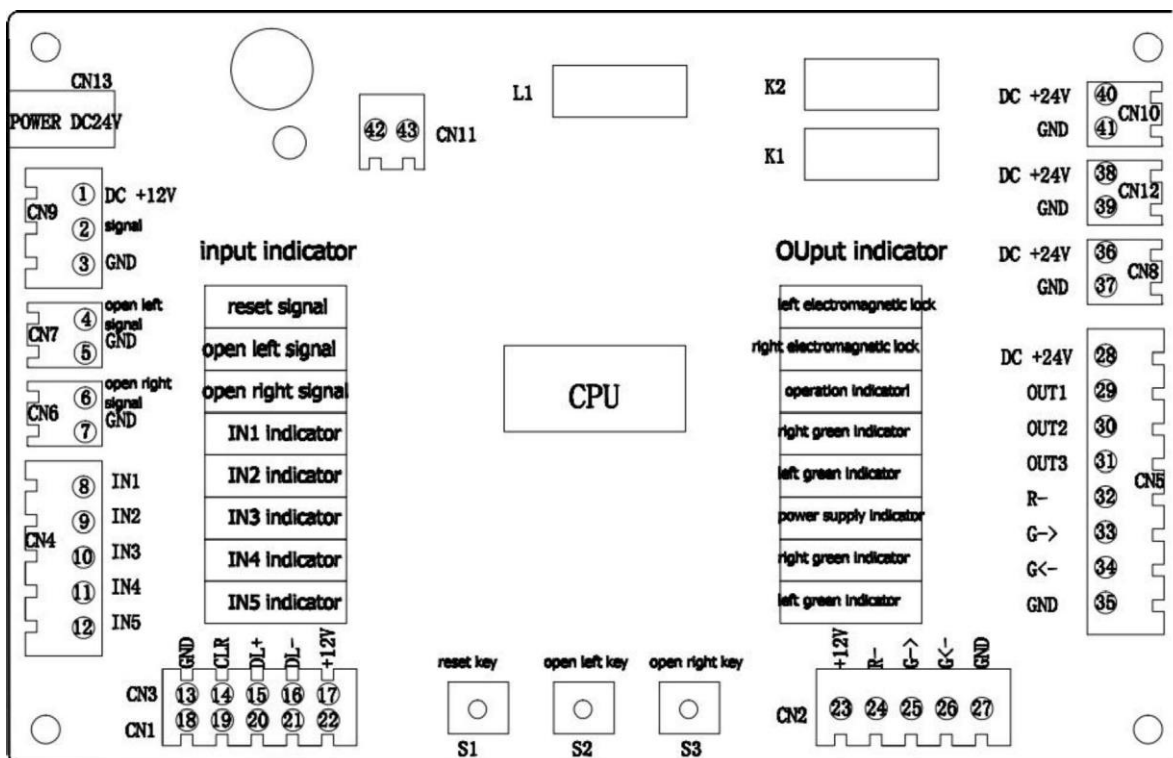 CN13
POWER DC24V
42 43 CN11
L1
K2
K1
DC +24V 40
GND 41
CN10
DC +24V 38
GND 39
CN12
DC +24V 36
GND 37
CN8
CN9
1 DC +12V
2 signal
3 GND
CN7
4 open left
signal
5 GND
CN6
6 open right
signal
7 GND
CN4
8 IN1
9 IN2
10 IN3
11 IN4
12 IN5
input indicator
reset signal
open left signal
open right signal
IN1 indicator
IN2 indicator
IN3 indicator
IN4 indicator
IN5 indicator
CPU
OUput indicator
left electromagnetic lock
right electromagnetic lock
operation indicatorl
right green indicator
left green indicator
power supply indicator
right green indicator
left green indicator
DC +24V 28
OUT1 29
OUT2 30
OUT3 31
R- 32
G-> 33
G<- 34
GND 35
CN5
GND CLR DL+ DL- +12V
CN3 13 14 15 16 17
CN1 18 19 20 21 22
reset key
S1
open left key
S2
open right key
S3
+12V R- G-> G<- GND
CN2 23 24 25 26 27